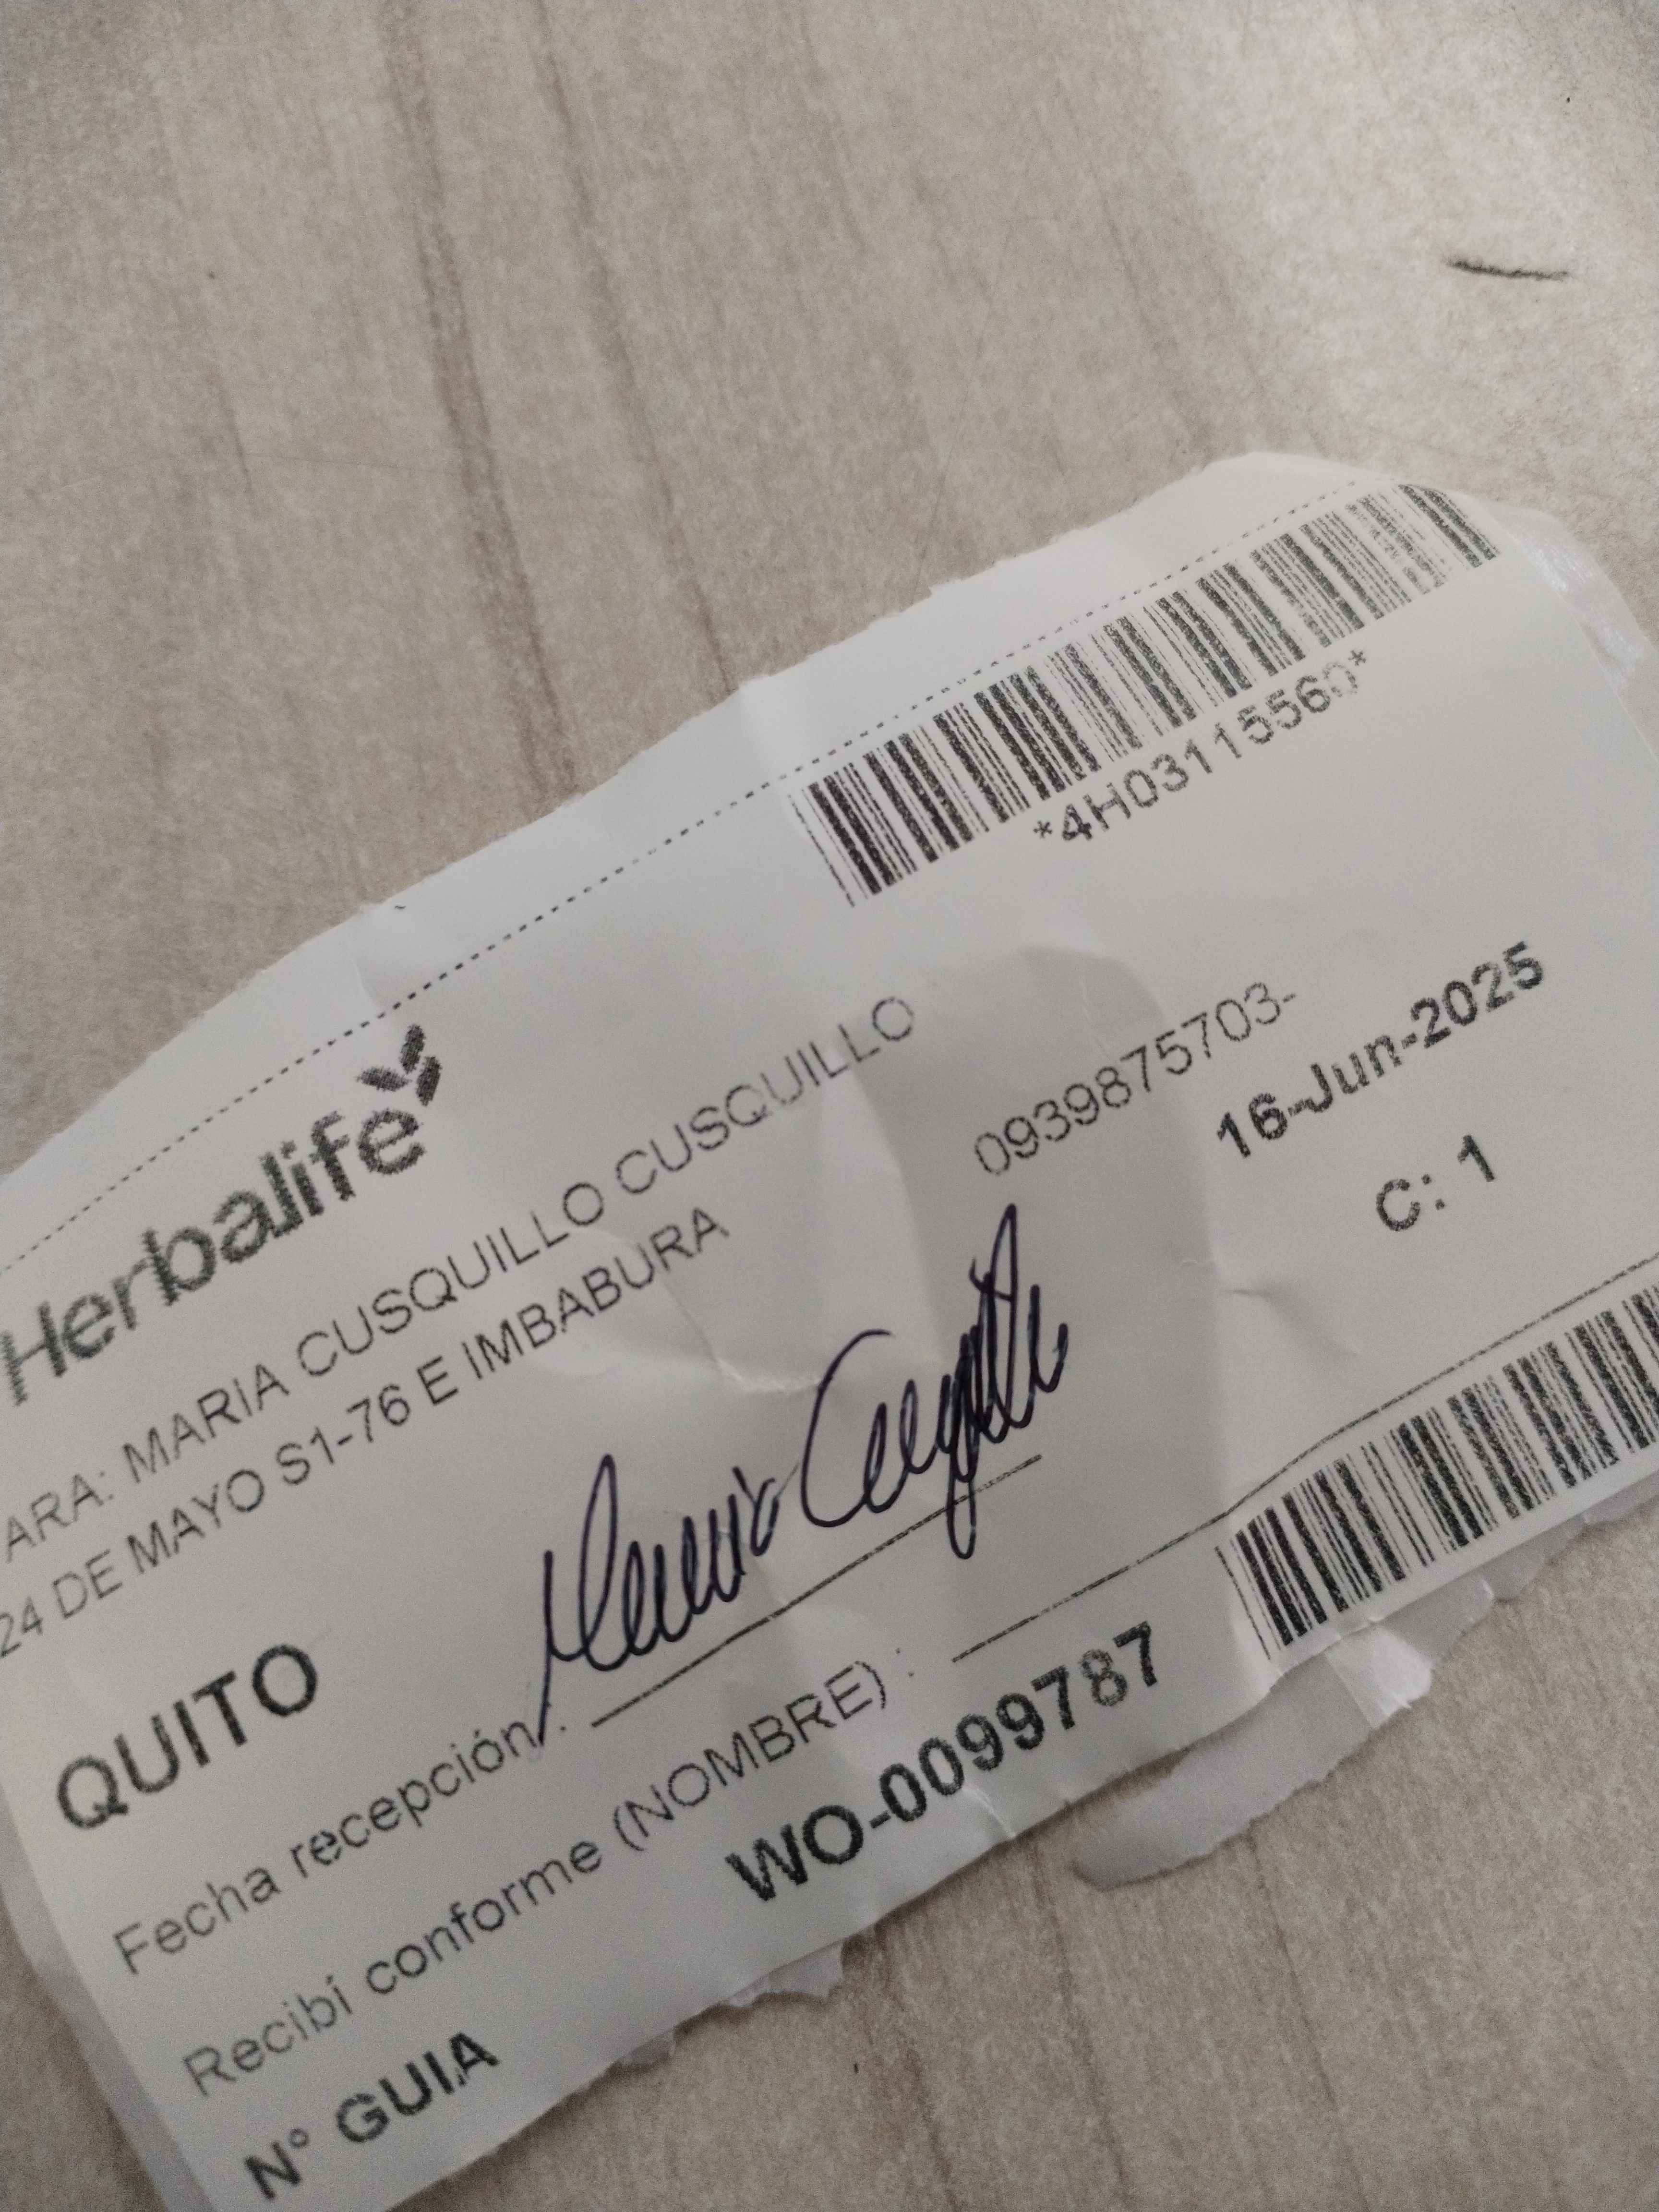 *4H03115560*
Herbalife
ARA: MARIA CUSQUILLO CUSQUILLO
24 DE MAYO S1-76 E IMBABURA
0939875703-
QUITO
16-Jun-2025
C: 1
Fecha recepción :
Recibí conforme (NOMBRE) :
N° GUIA WO-0099787